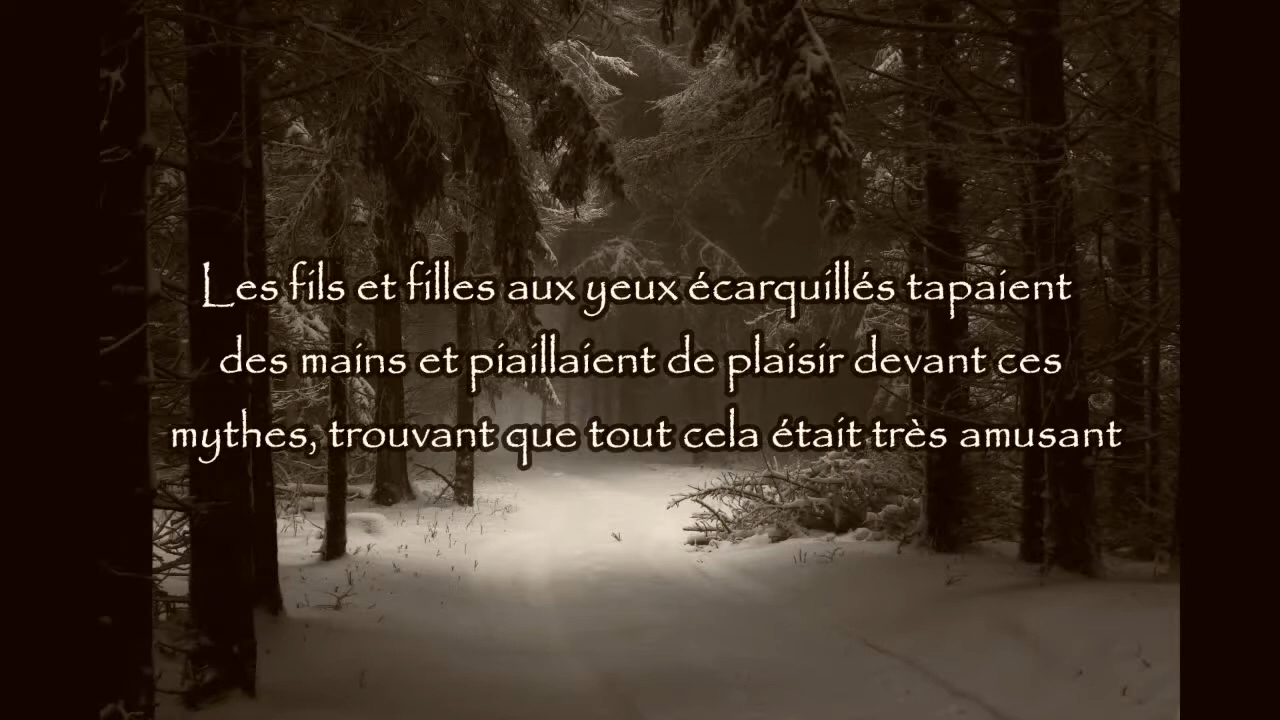 Les fils et filles aux yeux écarquillés tapaient
des mains et piaillaient de plaisir devant ces
mythes, trouvant que tout cela était très amusant